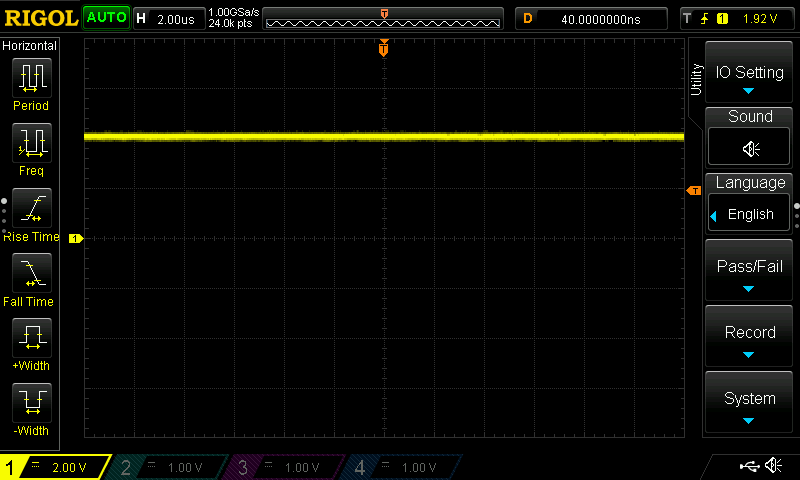 RIGOL AUTO H 2.00us 1.00GSa/s D 40.0000000ns T 1 1.92 V
24.0k pts
T
Horizontal
T
Utility
IO Setting
Period
Sound
Freq
Language
T
English
Rise Time
1
Pass/Fail
Fall Time
Record
+Width
System
-Width
1 2.00 V 2 1.00 V 3 1.00 V 4 1.00 V